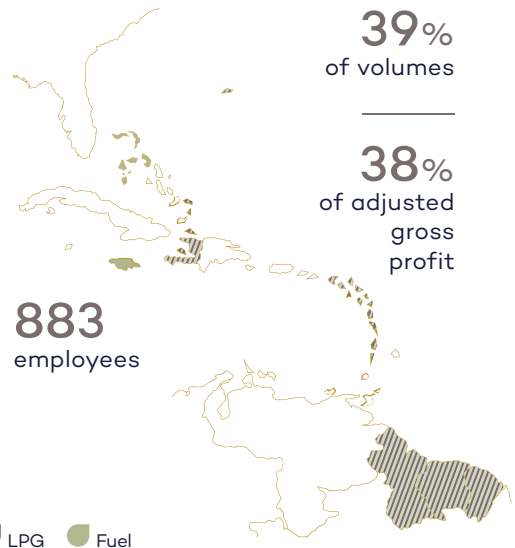 39%
of volumes
38%
of adjusted
gross
profit
883
employees
LPG
Fuel